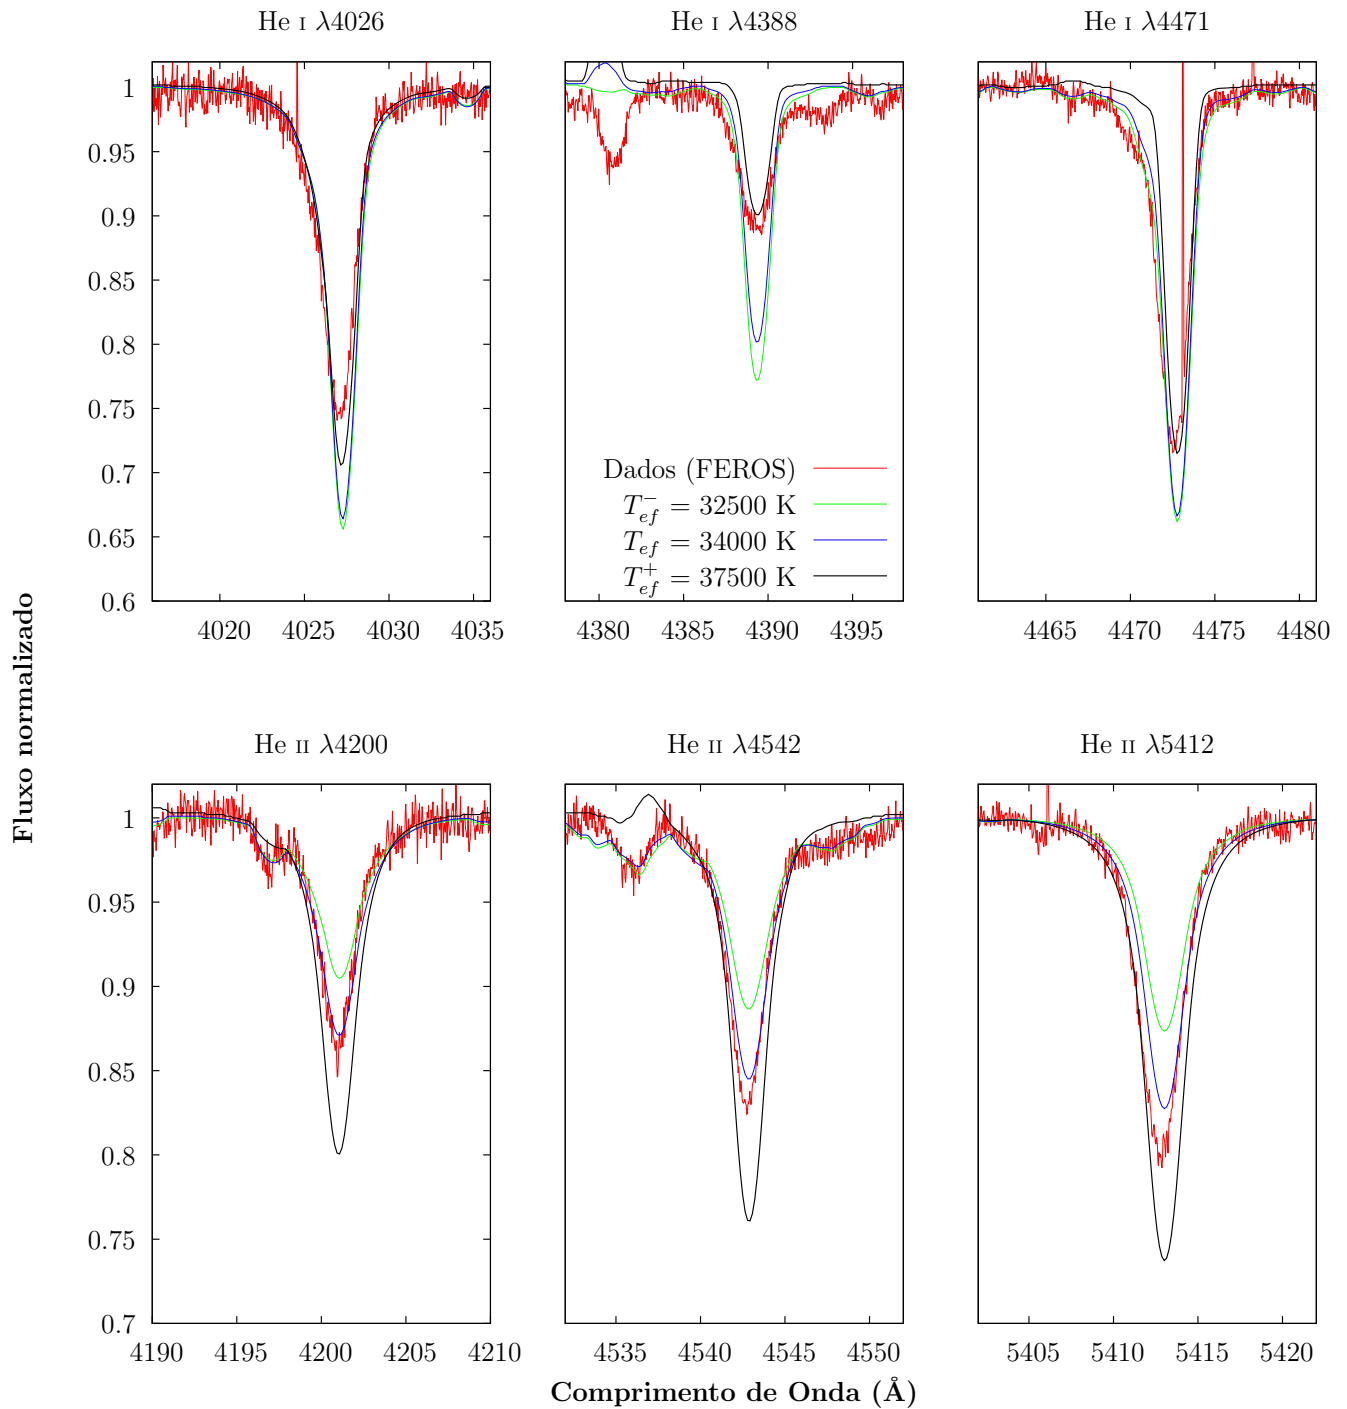 He I λ4026 He I λ4388 He I λ4471
1
0.95
0.9
0.85
0.8
0.75
0.7
0.65
0.6
Dados (FEROS)
T⁻ef = 32500 K
Tef = 34000 K
T⁺ef = 37500 K
4020 4025 4030 4035 4380 4385 4390 4395 4465 4470 4475 4480
Fluxo normalizado
He II λ4200 He II λ4542 He II λ5412
1
0.95
0.9
0.85
0.8
0.75
0.7
4190 4195 4200 4205 4210 4535 4540 4545 4550 5405 5410 5415 5420
Comprimento de Onda (Å)